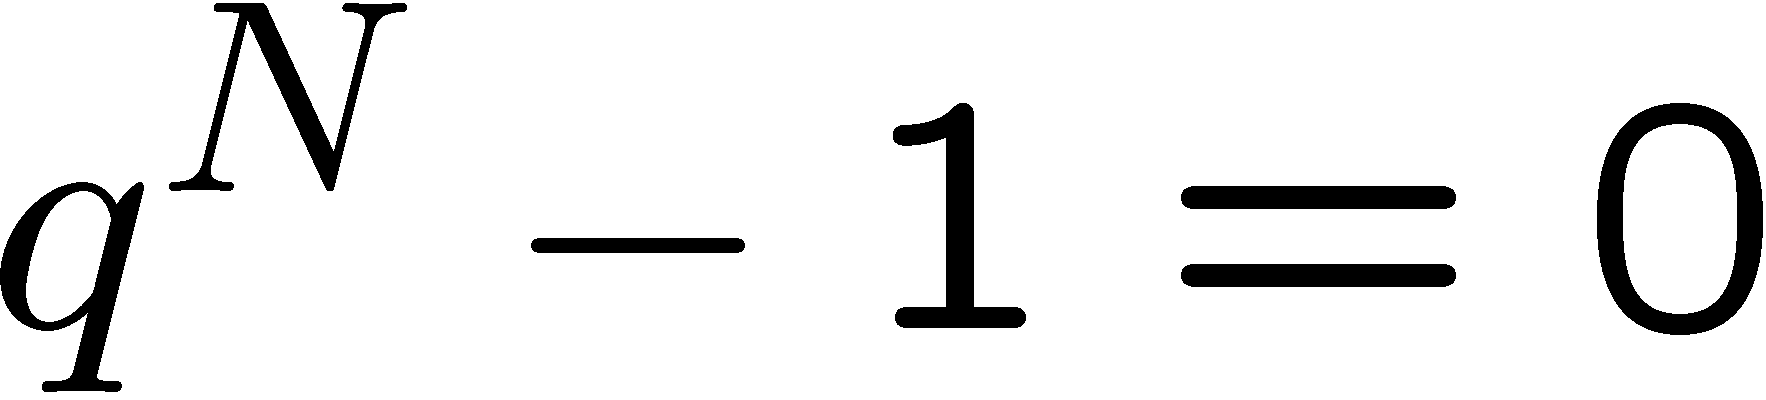 q^N − 1 = 0